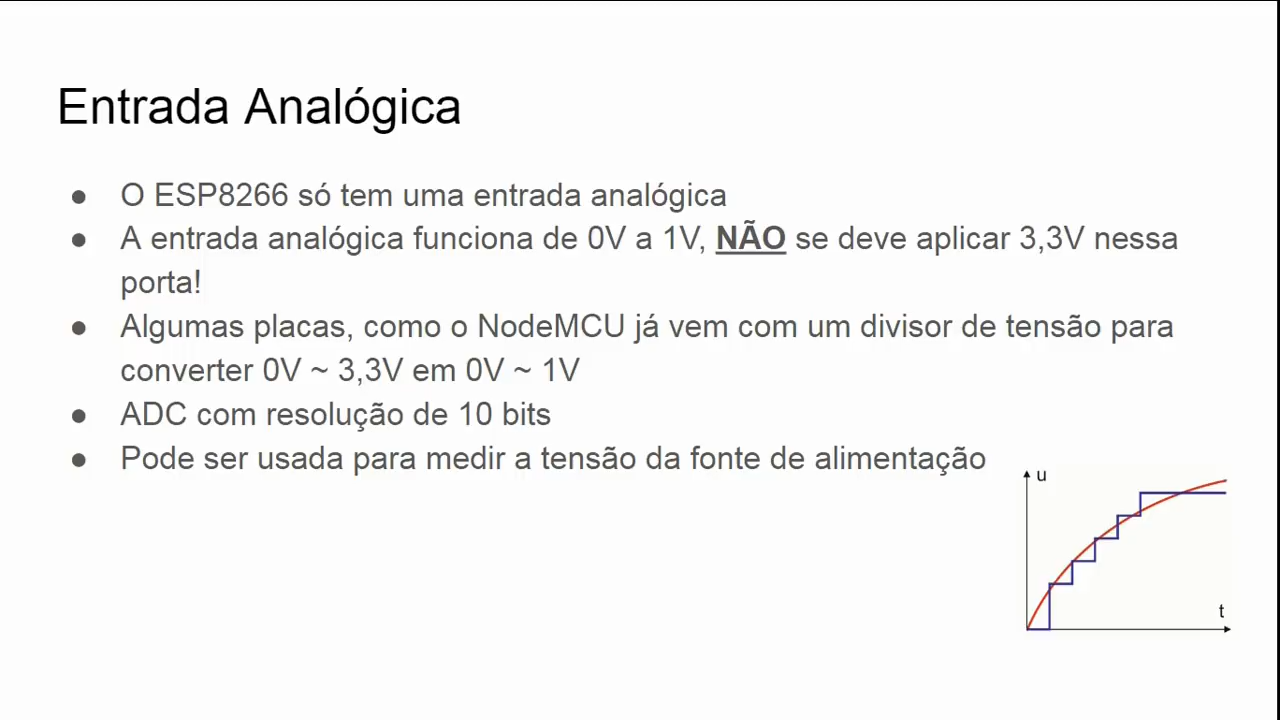 Entrada Analógica
● O ESP8266 só tem uma entrada analógica
● A entrada analógica funciona de 0V a 1V, NÃO se deve aplicar 3,3V nessa
porta!
● Algumas placas, como o NodeMCU já vem com um divisor de tensão para
converter 0V ~ 3,3V em 0V ~ 1V
● ADC com resolução de 10 bits
● Pode ser usada para medir a tensão da fonte de alimentação
u
t